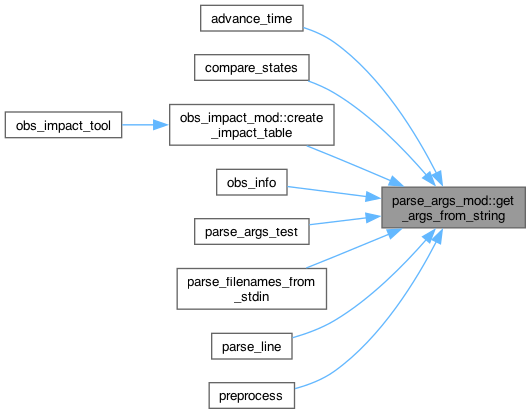 advance_time
compare_states
obs_impact_tool
obs_impact_mod::create
_impact_table
obs_info
parse_args_mod::get
_args_from_string
parse_args_test
parse_filenames_from
_stdin
parse_line
preprocess